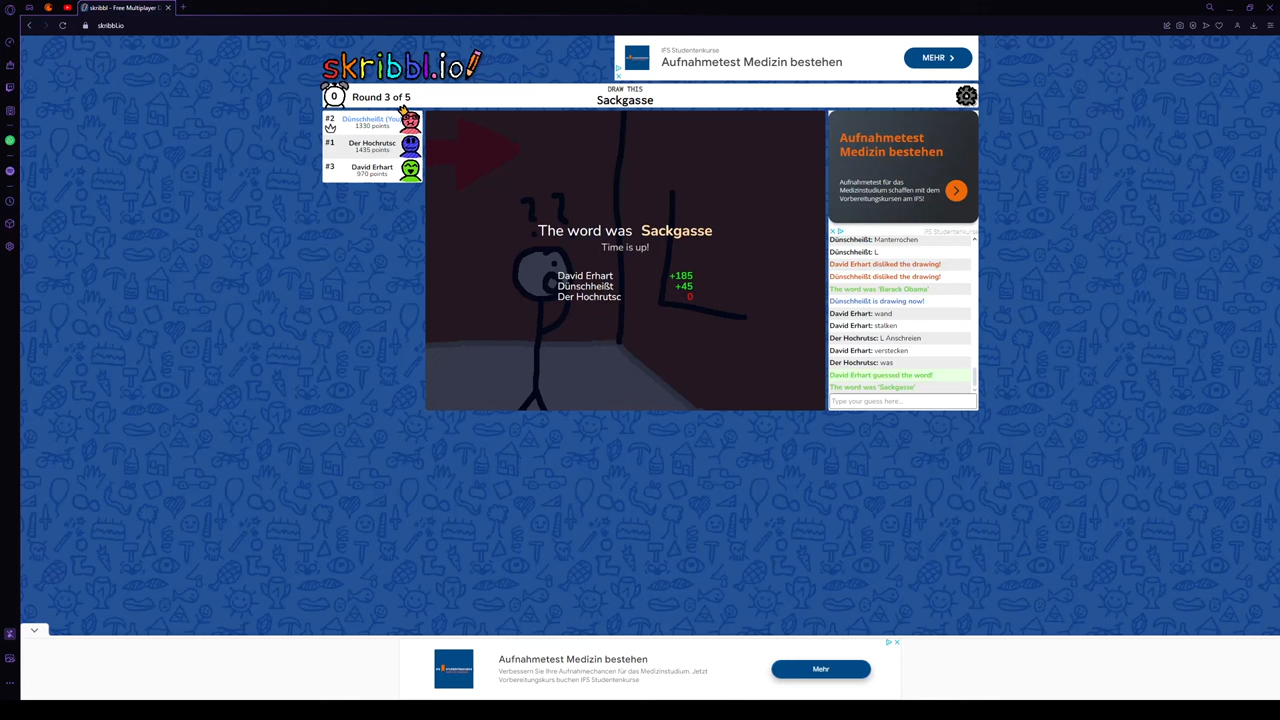 skribbl - Free Multiplayer D
skribbl.io
skribbl.io
IFS Studentenkurse
Aufnahmetest Medizin bestehen
MEHR
0
Round 3 of 5
DRAW THIS
Sackgasse
#2
Dünschheißt (You)
1330 points
#1
Der Hochrutsc
1435 points
#3
David Erhart
970 points
? ?
The word was Sackgasse
Time is up!
David Erhart +185
Dünschheißt +45
Der Hochrutsc 0
Aufnahmetest
Medizin bestehen
Aufnahmetest für das
Medizinstudium schaffen mit dem
Vorbereitungskursen am IFS!
IFS Studentenkurse
Dünschheißt: Manterrochen
Dünschheißt: L
David Erhart disliked the drawing!
Dünschheißt disliked the drawing!
The word was 'Barack Obama'
Dünschheißt is drawing now!
David Erhart: wand
David Erhart: stalken
Der Hochrutsc: L Anschreien
David Erhart: verstecken
Der Hochrutsc: was
David Erhart guessed the word!
The word was 'Sackgasse'
Type your guess here...
Aufnahmetest Medizin bestehen
Verbessern Sie Ihre Aufnahmechancen für das Medizinstudium. Jetzt
Vorbereitungskurs buchen IFS Studentenkurse
Mehr